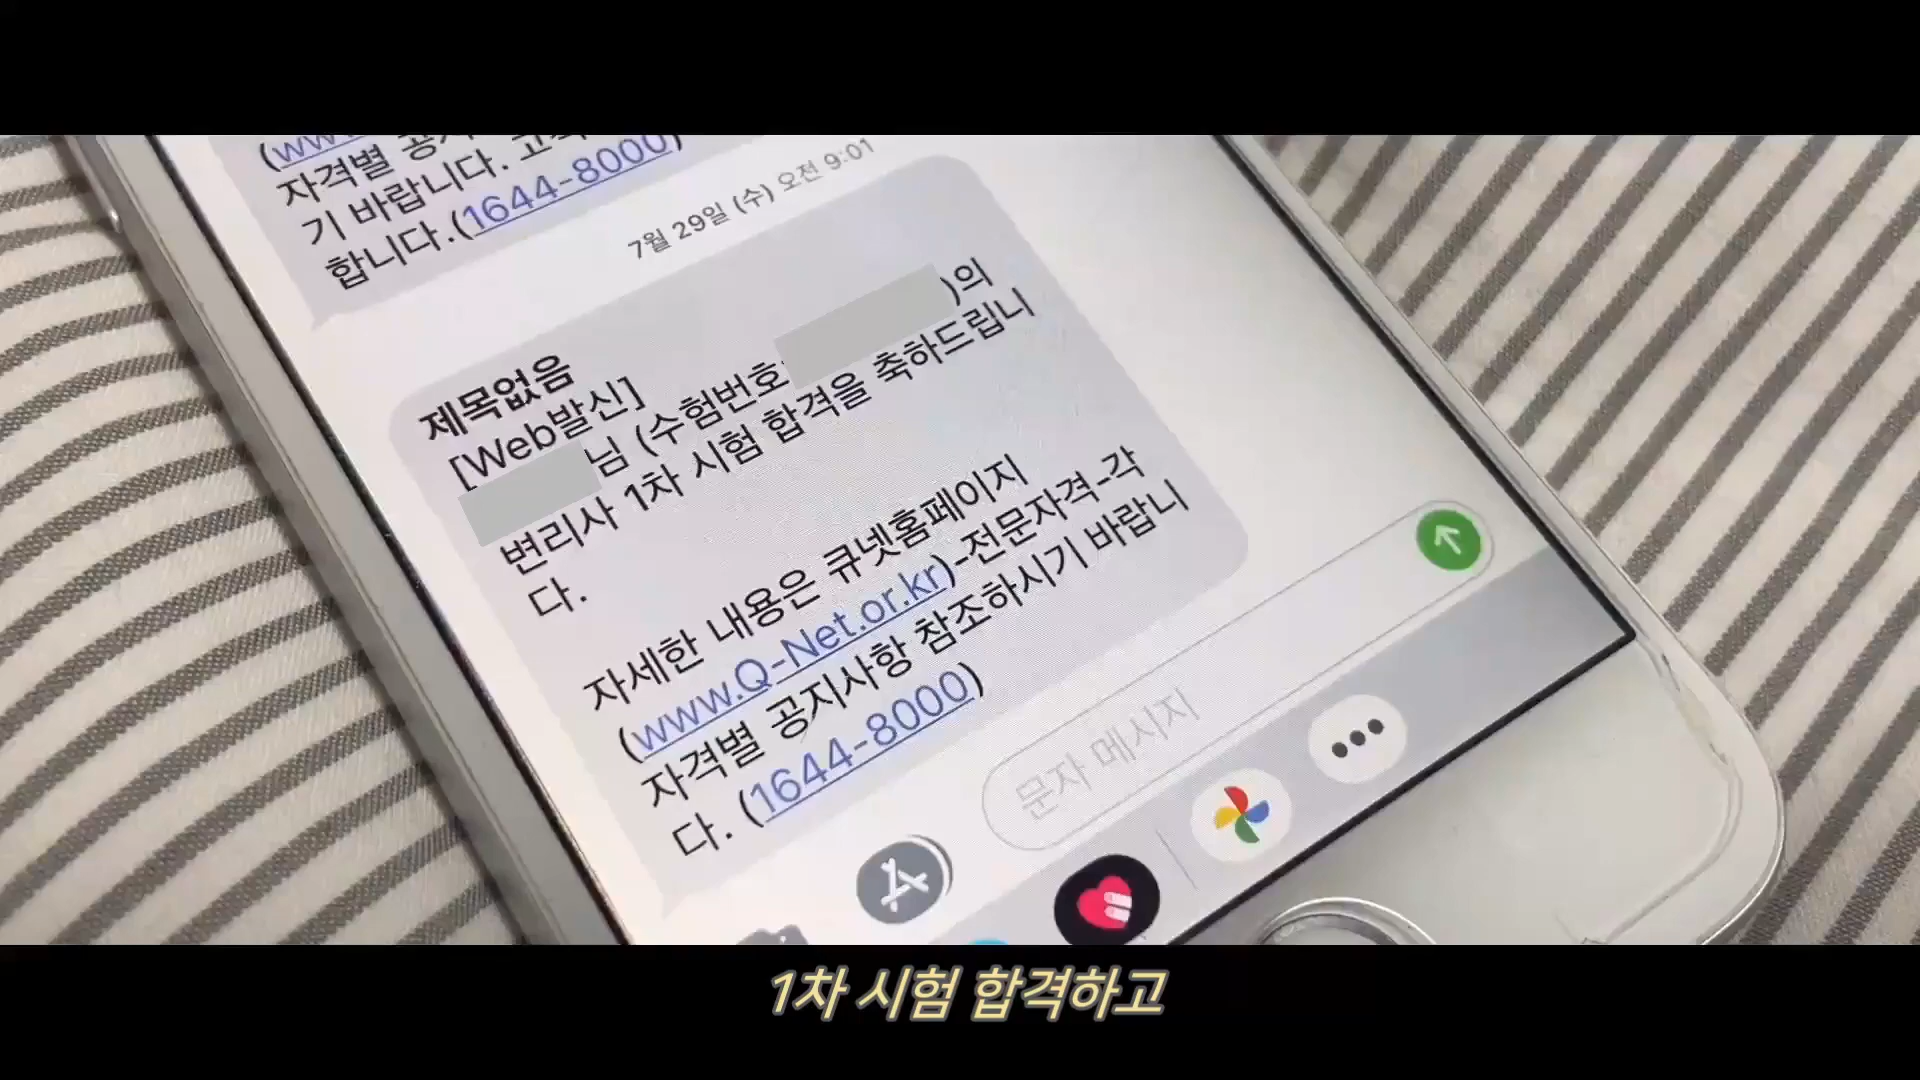 (ww
자격별 공지
기 바랍니다. 고
합니다.(1644-8000)
7월 29일 (수) 오전 9:01
제목없음
[Web발신]
님 (수험번호: )의
변리사 1차 시험 합격을 축하드립니
다.
자세한 내용은 큐넷홈페이지
(www.Q-Net.or.kr)-전문자격-각
자격별 공지사항 참조하시기 바랍니
다. (1644-8000)
문자 메시지
1차 시험 합격하고